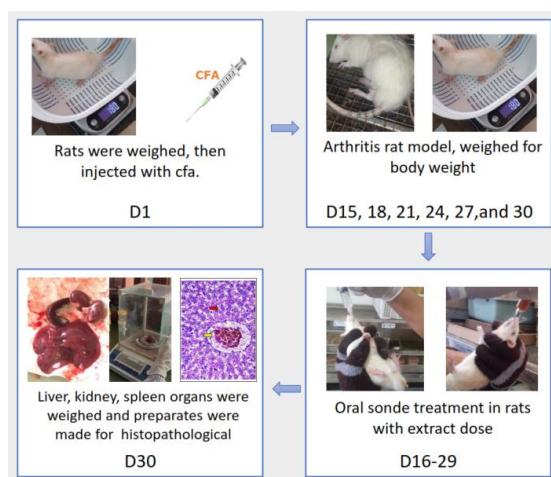 CFA
Rats were weighed, then
injected with cfa.
D1
Arthritis rat model, weighed for
body weight
D15, 18, 21, 24, 27,and 30
Oral sonde treatment in rats
with extract dose
D16-29
Liver, kidney, spleen organs were
weighed and preparates were
made for histopathological
D30